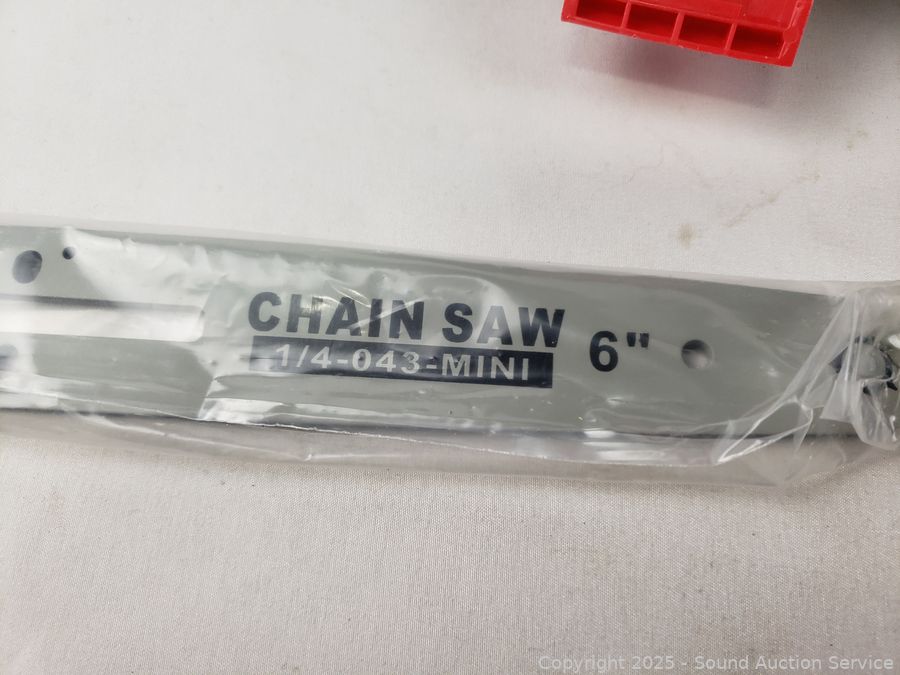 CHAIN SAW
1/4-043-MINI
6"
Copyright 2025 - Sound Auction Service